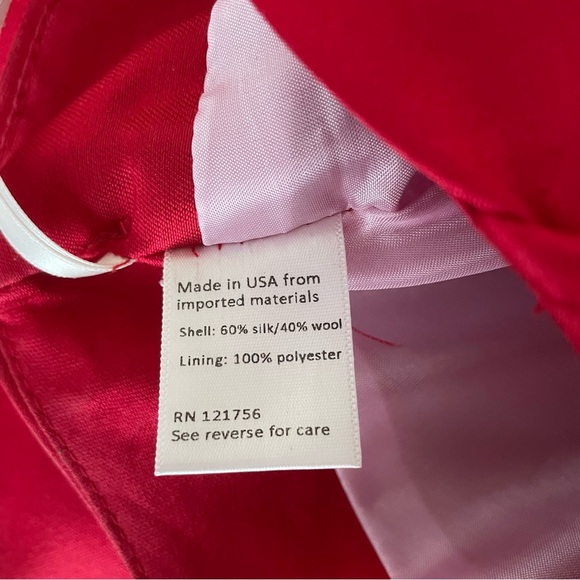 Made in USA from
imported materials
Shell: 60% silk/40% wool
Lining: 100% polyester
RN 121756
See reverse for care